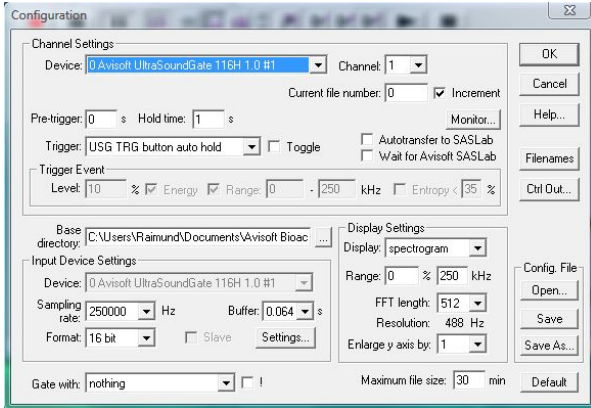 Configuration
Channel Settings
Device: 0 Avisoft UltraSoundGate 116H 1.0 #1 Channel: 1
OK
Current file number: 0 Increment
Cancel
Pre-trigger: 0 s Hold time: 1 s Monitor...
Help...
Trigger: USG TRG button auto hold Toggle
Autotransfer to SASLab
Wait for Avisoft SASLab
Filenames
Trigger Event
Level: 10 % Energy Range: 0 - 250 kHz Entropy < 35 %
Ctrl Out...
Base directory: C:\Users\Raimund\Documents\Avisoft Bioac ...
Input Device Settings
Device: 0 Avisoft UltraSoundGate 116H 1.0 #1
Sampling rate: 250000 Hz Buffer: 0.064 s
Format: 16 bit Slave Settings...
Display Settings
Display: spectrogram
Range: 0 % 250 kHz
FFT length: 512
Resolution: 488 Hz
Enlarge y axis by: 1
Config. File
Open...
Save
Save As...
Gate with: nothing !
Maximum file size: 30 min
Default